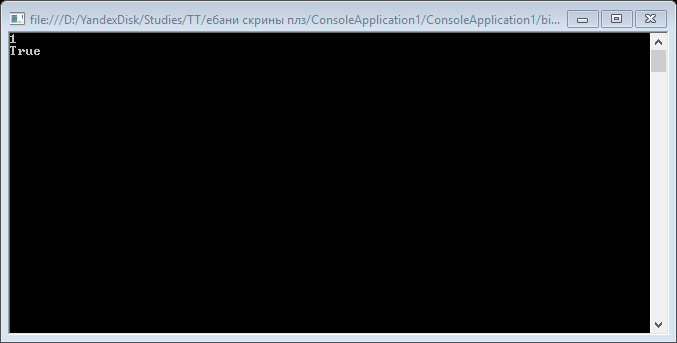 file:///D:/YandexDisk/Studies/TT/ебани скрины плз/ConsoleApplication1/ConsoleApplication1/bi...
1
True